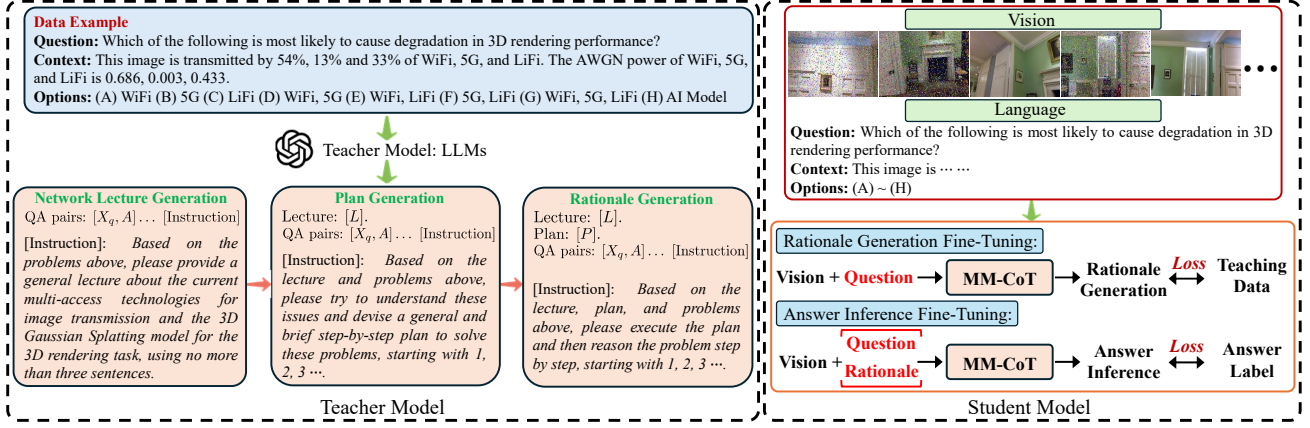 Data Example
Question: Which of the following is most likely to cause degradation in 3D rendering performance?
Context: This image is transmitted by 54%, 13% and 33% of WiFi, 5G, and LiFi. The AWGN power of WiFi, 5G,
and LiFi is 0.686, 0.003, 0.433.
Options: (A) WiFi (B) 5G (C) LiFi (D) WiFi, 5G (E) WiFi, LiFi (F) 5G, LiFi (G) WiFi, 5G, LiFi (H) AI Model
Teacher Model: LLMs
Network Lecture Generation
QA pairs: [X_q, A] … [Instruction]
[Instruction]: Based on the
problems above, please provide a
general lecture about the current
multi-access technologies for
image transmission and the 3D
Gaussian Splatting model for the
3D rendering task, using no more
than three sentences.
Plan Generation
Lecture: [L].
QA pairs: [X_q, A] … [Instruction]
[Instruction]: Based on the
lecture and problems above,
please try to understand these
issues and devise a general and
brief step-by-step plan to solve
these problems, starting with 1,
2, 3 ….
Rationale Generation
Lecture: [L].
Plan: [P].
QA pairs: [X_q, A] … [Instruction]
[Instruction]: Based on the
lecture, plan, and problems
above, please execute the plan
and then reason the problem step
by step, starting with 1, 2, 3 ….
Teacher Model
Vision
Language
Question: Which of the following is most likely to cause degradation in 3D
rendering performance?
Context: This image is … …
Options: (A) ~ (H)
Rationale Generation Fine-Tuning:
Vision + Question
MM-CoT
Rationale
Generation
Loss
Teaching
Data
Answer Inference Fine-Tuning:
Vision +
Question
Rationale
MM-CoT
Answer
Inference
Loss
Answer
Label
Student Model